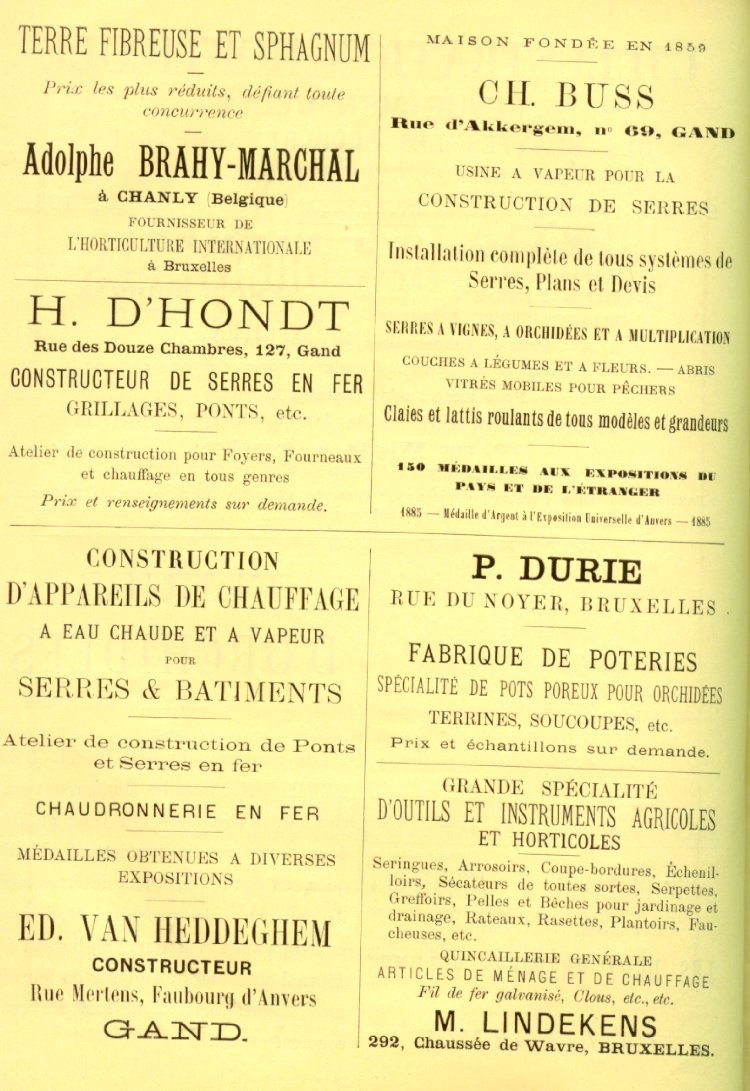 TERRE FIBREUSE ET SPHAGNUM
Prix les plus réduits, défiant toute
concurrence
Adolphe BRAHY-MARCHAL
à CHANLY (Belgique)
FOURNISSEUR DE
L'HORTICULTURE INTERNATIONALE
à Bruxelles
H. D'HONDT
Rue des Douze Chambres, 127, Gand
CONSTRUCTEUR DE SERRES EN FER
GRILLAGES, PONTS, etc.
Atelier de construction pour Foyers, Fourneaux
et chauffage en tous genres
Prix et renseignements sur demande.
CONSTRUCTION
D'APPAREILS DE CHAUFFAGE
A EAU CHAUDE ET A VAPEUR
POUR
SERRES & BATIMENTS
Atelier de construction de Ponts
et Serres en fer
CHAUDRONNERIE EN FER
MÉDAILLES OBTENUES A DIVERSES
EXPOSITIONS
ED. VAN HEDDEGHEM
CONSTRUCTEUR
Rue Mertens, Faubourg d'Anvers
GAND.
MAISON FONDÉE EN 1859
CH. BUSS
Rue d'Akkergem, n° 69, GAND
USINE A VAPEUR POUR LA
CONSTRUCTION DE SERRES
Installation complète de tous systèmes de
Serres, Plans et Devis
SERRES A VIGNES, A ORCHIDÉES ET A MULTIPLICATION
COUCHES A LÉGUMES ET A FLEURS. — ABRIS
VITRÉS MOBILES POUR PÊCHERS
Claies et lattis roulants de tous modèles et grandeurs
150 MÉDAILLES AUX EXPOSITIONS DU
PAYS ET DE L'ÉTRANGER
1885 — Médaille d'Argent à l'Exposition Universelle d'Anvers — 1885
P. DURIE
RUE DU NOYER, BRUXELLES.
FABRIQUE DE POTERIES
SPÉCIALITÉ DE POTS POREUX POUR ORCHIDÉES
TERRINES, SOUCOUPES, etc.
Prix et échantillons sur demande.
GRANDE SPÉCIALITÉ
D'OUTILS ET INSTRUMENTS AGRICOLES
ET HORTICOLES
Seringues, Arrosoirs, Coupe-bordures, Échenil-
loirs, Sécateurs de toutes sortes, Serpettes,
Greffoirs, Pelles et Bêches pour jardinage et
drainage, Rateaux, Rasettes, Plantoirs, Fau-
cheuses, etc.
QUINCAILLERIE GENÉRALE
ARTICLES DE MÉNAGE ET DE CHAUFFAGE
Fil de fer galvanisé, Clous, etc., etc.
M. LINDEKENS
292, Chaussée de Wavre, BRUXELLES.